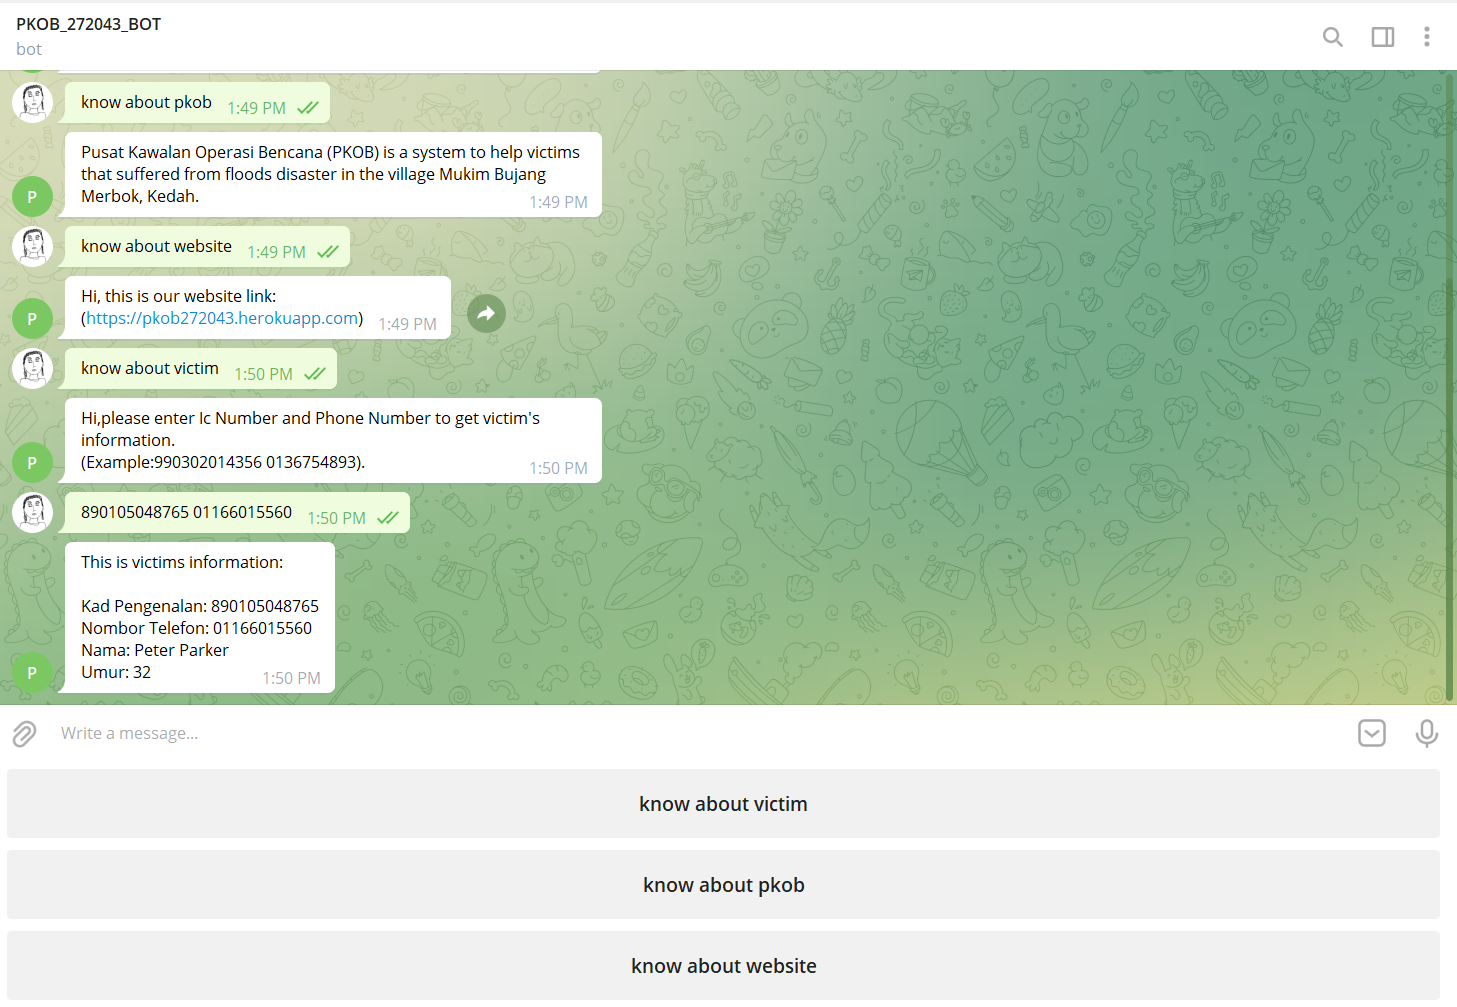 PKOB_272043_BOT
bot
know about pkob 1:49 PM
Pusat Kawalan Operasi Bencana (PKOB) is a system to help victims
that suffered from floods disaster in the village Mukim Bujang
Merbok, Kedah. 1:49 PM
P
know about website 1:49 PM
Hi, this is our website link:
(https://pkob272043.herokuapp.com) 1:49 PM
P
know about victim 1:50 PM
Hi,please enter Ic Number and Phone Number to get victim's
information.
(Example:990302014356 0136754893). 1:50 PM
P
890105048765 01166015560 1:50 PM
This is victims information:
Kad Pengenalan: 890105048765
Nombor Telefon: 01166015560
Nama: Peter Parker
Umur: 32 1:50 PM
P
Write a message...
know about victim
know about pkob
know about website